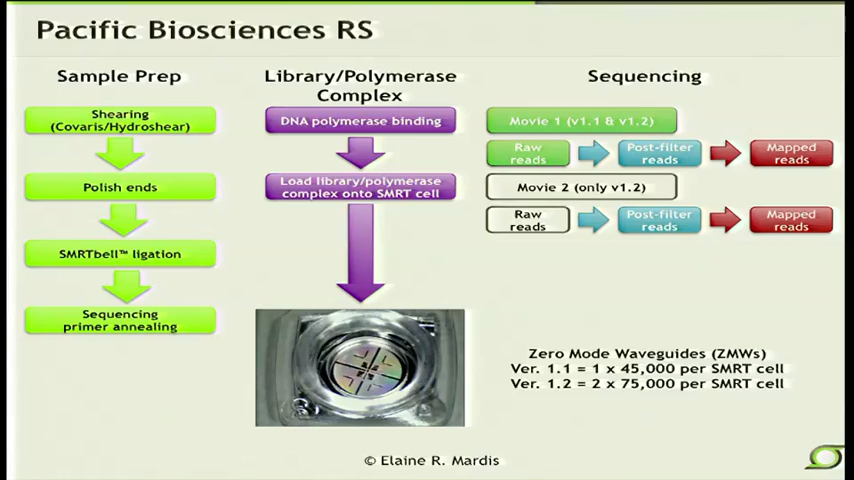 Pacific Biosciences RS
Sample Prep
Shearing
(Covaris/Hydroshear)
Polish ends
SMRTbell™ ligation
Sequencing
primer annealing
Library/Polymerase
Complex
DNA polymerase binding
Load library/polymerase
complex onto SMRT cell
Sequencing
Movie 1 (v1.1 & v1.2)
Raw
reads
Post-filter
reads
Mapped
reads
Movie 2 (only v1.2)
Raw
reads
Post-filter
reads
Mapped
reads
Zero Mode Waveguides (ZMWs)
Ver. 1.1 = 1 x 45,000 per SMRT cell
Ver. 1.2 = 2 x 75,000 per SMRT cell
© Elaine R. Mardis